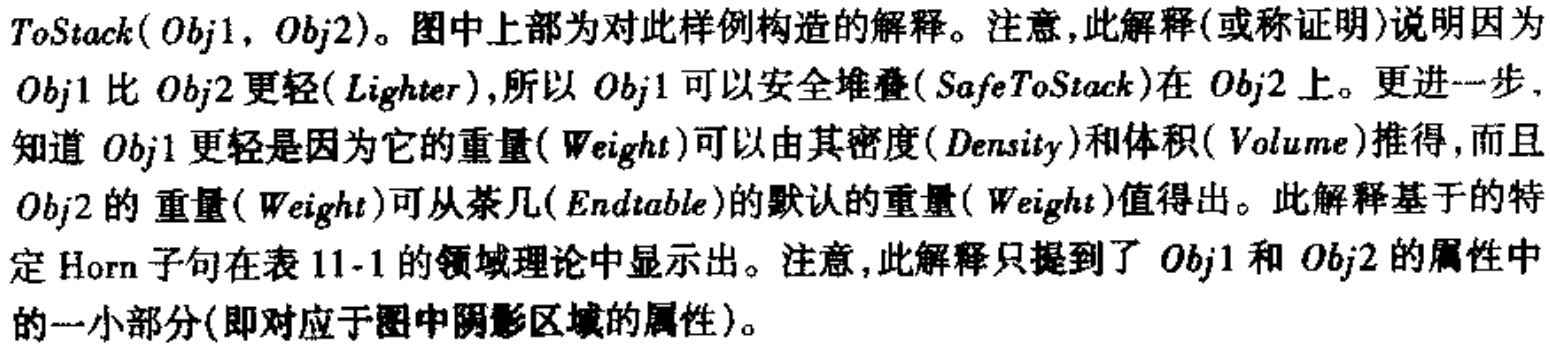 ToStack( Obj1, Obj2)。图中上部为对此样例构造的解释。注意,此解释(或称证明)说明因为
Obj1 比 Obj2 更轻( Lighter),所以 Obj1 可以安全堆叠( SafeToStack)在 Obj2 上。更进一步,
知道 Obj1 更轻是因为它的重量( Weight)可以由其密度( Density)和体积( Volume)推得,而且
Obj2 的 重量( Weight)可从茶几( Endtable)的默认的重量( Weight)值得出。此解释基于的特
定 Horn 子句在表 11-1 的领域理论中显示出。注意,此解释只提到了 Obj1 和 Obj2 的属性中
的一小部分(即对应于图中阴影区域的属性)。